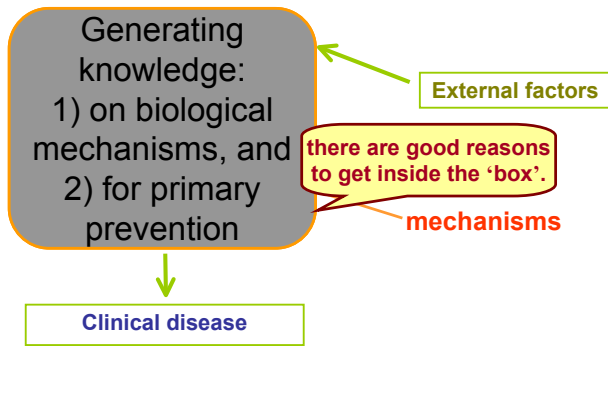 Generating
knowledge:
1) on biological
mechanisms, and
2) for primary
prevention
External factors
there are good reasons
to get inside the ‘box’.
mechanisms
Clinical disease